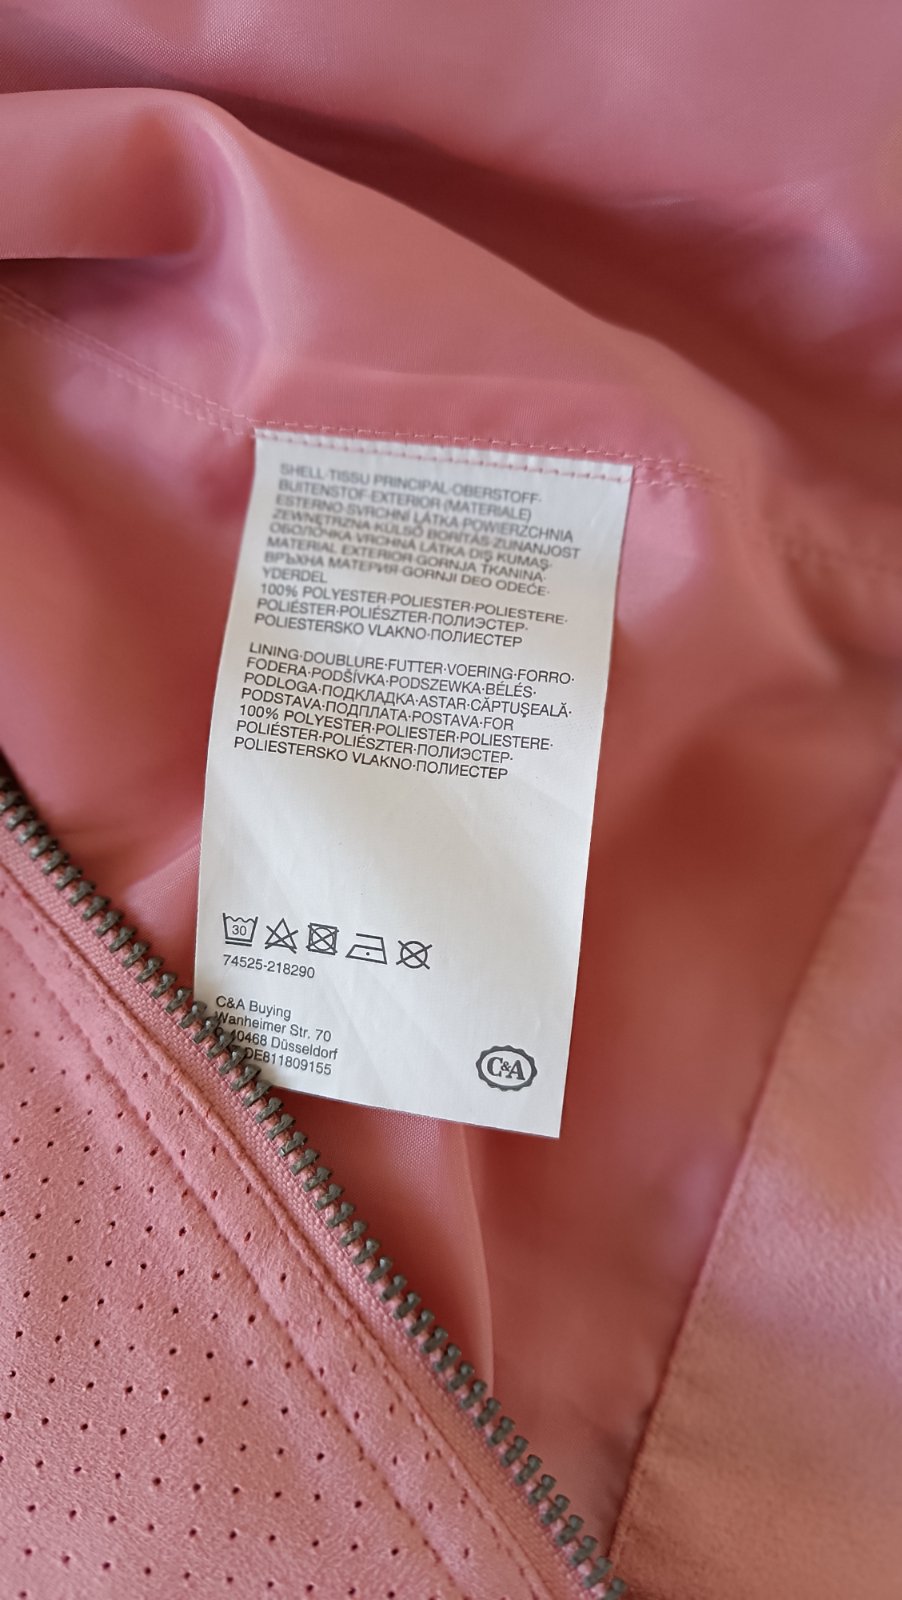 SHELL·TISSU PRINCIPAL·OBERSTOFF·
BUITENSTOF·EXTERIOR (MATERIALE)
ESTERNO·SVRCHNÍ LÁTKA·POWIERZCHNIA
ZEWNĘTRZNA·KÜLSŐ BORÍTÁS·ZUNANJOST
ОБОЛОЧКА·VRCHNÁ LÁTKA·DIŞ KUMAŞ·
MATERIAL EXTERIOR·GORNJA TKANINA·
ВРЪХНА МАТЕРИЯ·GORNJI DEO ODEĆE·
YDERDEL
100% POLYESTER·POLIESTER·POLIESTERE·
POLIÉSTER·POLIÉSZTER·ПОЛИЭСТЕР·
POLIESTERSKO VLAKNO·ПОЛИЕСТЕР
LINING·DOUBLURE·FUTTER·VOERING·FORRO·
FODERA·PODŠÍVKA·PODSZEWKA·BÉLÉS·
PODLOGA·ПОДКЛАДКА·ASTAR·CĂPTUŞEALĂ·
PODSTAVA·ПОДПЛАТА·POSTAVA·FOR
100% POLYESTER·POLIESTER·POLIESTERE·
POLIÉSTER·POLIÉSZTER·ПОЛИЭСТЕР·
POLIESTERSKO VLAKNO·ПОЛИЕСТЕР
30
74525-218290
C&A Buying
Wanheimer Str. 70
40468 Düsseldorf
DE811809155
C&A